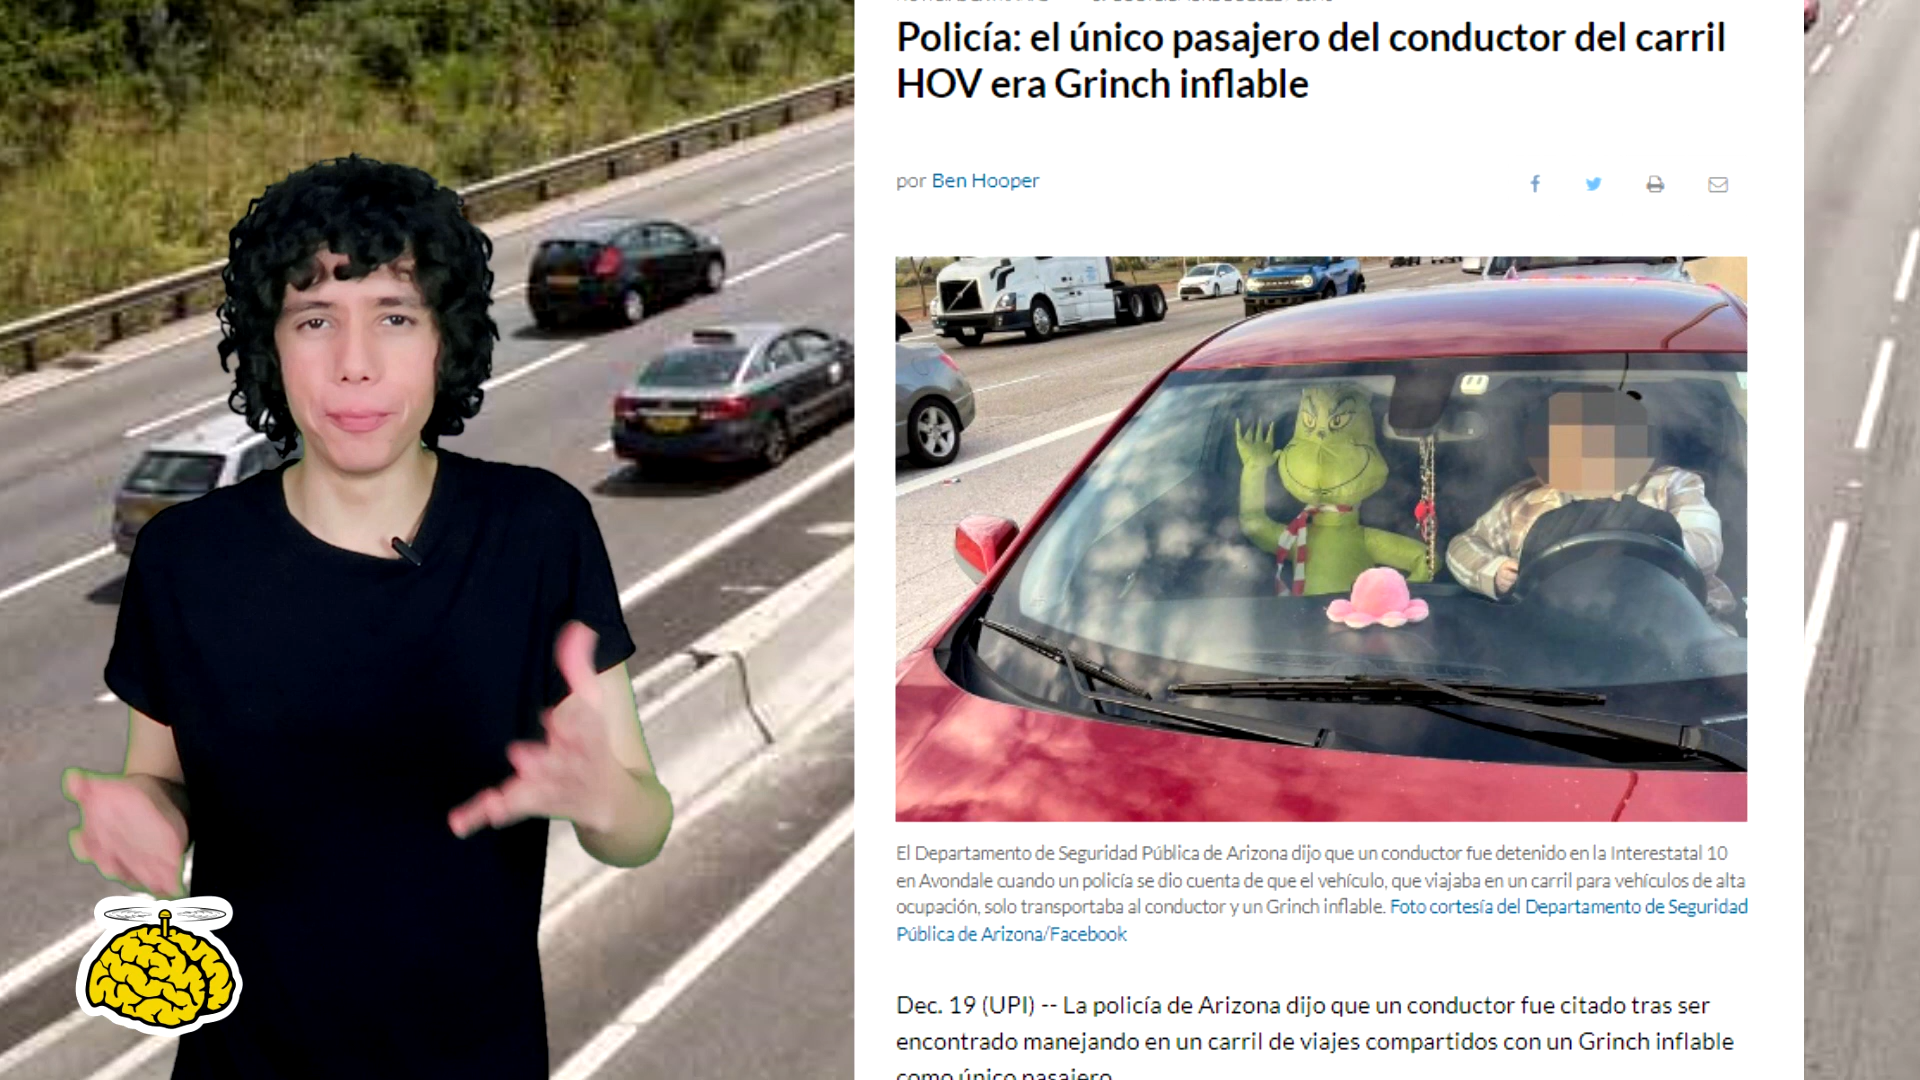 Policía: el único pasajero del conductor del carril
HOV era Grinch inflable
por Ben Hooper
El Departamento de Seguridad Pública de Arizona dijo que un conductor fue detenido en la Interestatal 10
en Avondale cuando un policía se dio cuenta de que el vehículo, que viajaba en un carril para vehículos de alta
ocupación, solo transportaba al conductor y un Grinch inflable. Foto cortesía del Departamento de Seguridad
Pública de Arizona/Facebook
Dec. 19 (UPI) -- La policía de Arizona dijo que un conductor fue citado tras ser
encontrado manejando en un carril de viajes compartidos con un Grinch inflable
como único pasajero.